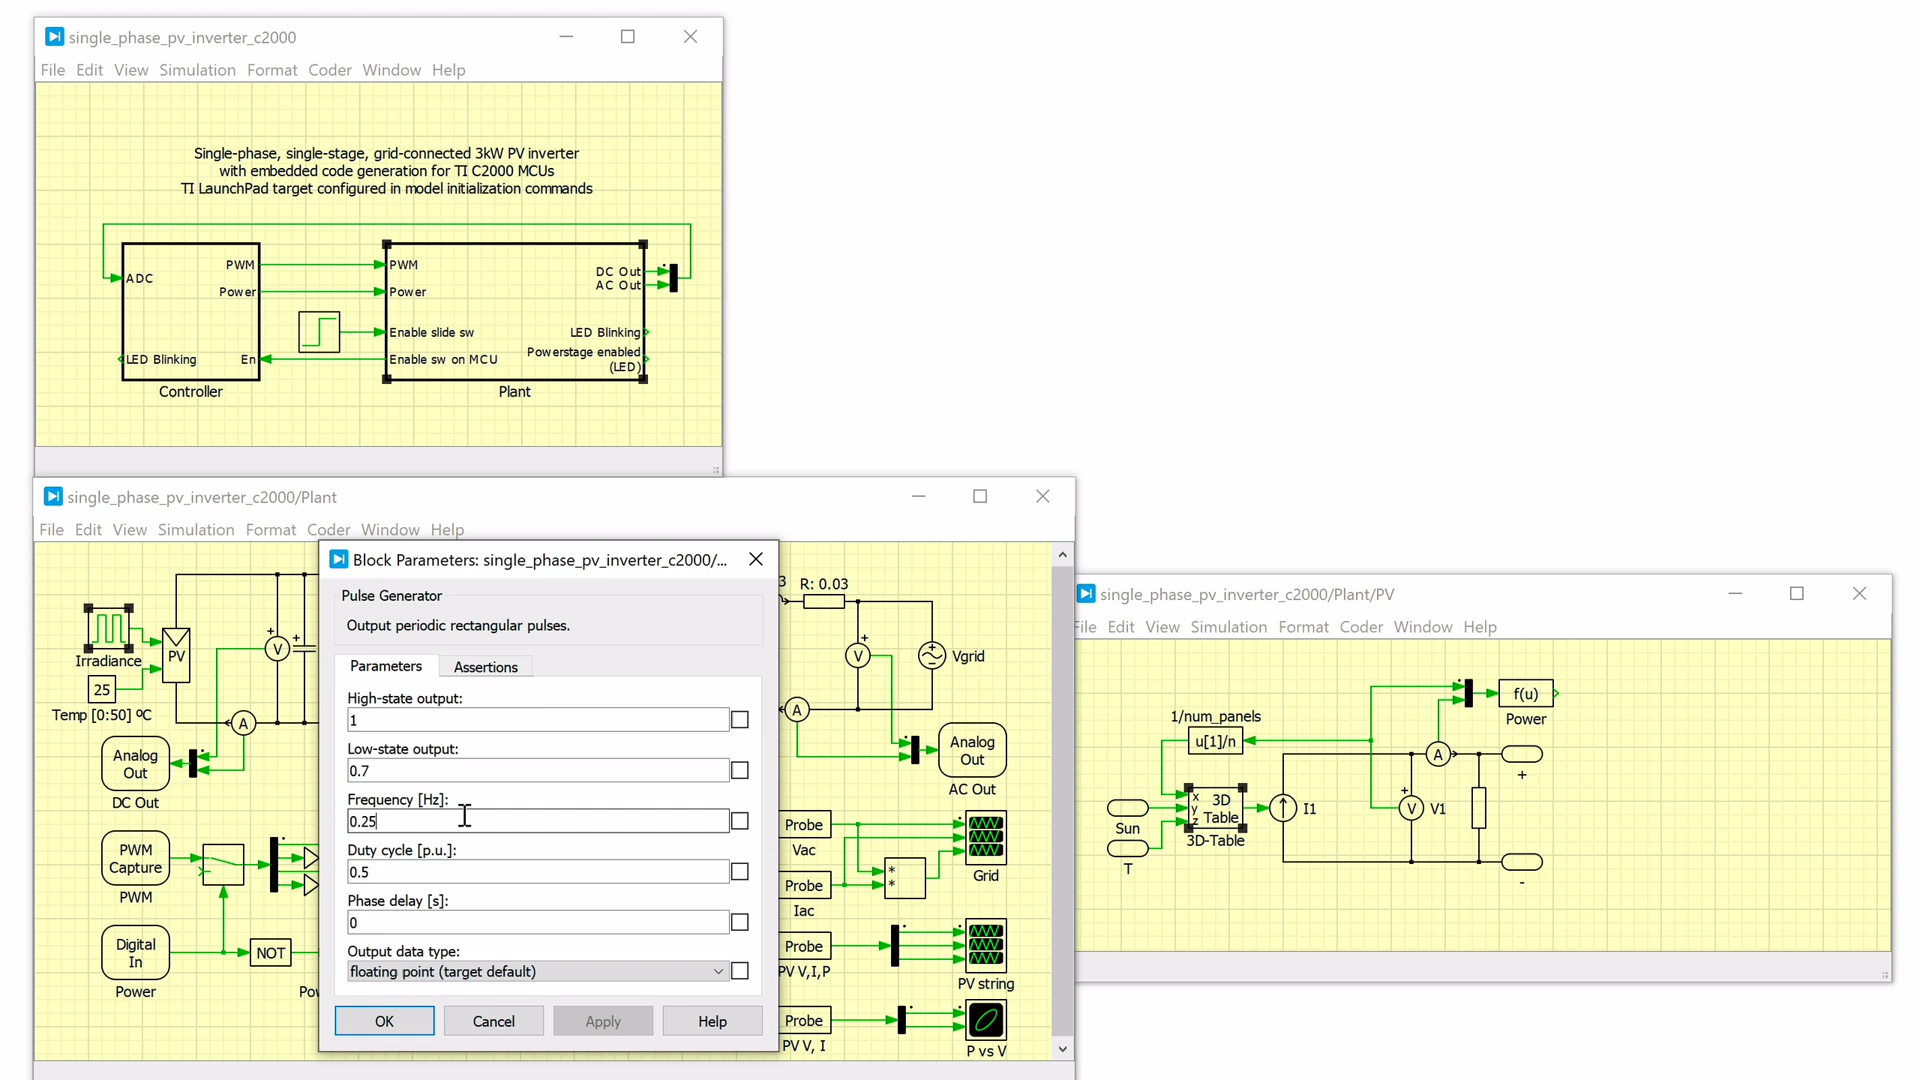 single_phase_pv_inverter_c2000
File Edit View Simulation Format Coder Window Help
Single-phase, single-stage, grid-connected 3kW PV inverter
with embedded code generation for TI C2000 MCUs
TI LaunchPad target configured in model initialization commands
ADC
PWM
Power
LED Blinking
En
Controller
PWM
Power
Enable slide sw
Enable sw on MCU
DC Out
AC Out
LED Blinking
Powerstage enabled
(LED)
Plant
single_phase_pv_inverter_c2000/Plant
File Edit View Simulation Format Coder Window Help
Irradiance
PV
25
Temp [0:50] ºC
V
+
+
A
Analog
Out
DC Out
PWM
Capture
PWM
Digital
In
Power
NOT
Block Parameters: single_phase_pv_inverter_c2000/...
Pulse Generator
Output periodic rectangular pulses.
Parameters
Assertions
High-state output:
1
Low-state output:
0.7
Frequency [Hz]:
0.25
Duty cycle [p.u.]:
0.5
Phase delay [s]:
0
Output data type:
floating point (target default)
OK
Cancel
Apply
Help
3
R: 0.03
+
V
Vgrid
A
Analog
Out
AC Out
Probe
Vac
Probe
Iac
*
*
Grid
Probe
PV V,I,P
PV string
Probe
PV V, I
P vs V
single_phase_pv_inverter_c2000/Plant/PV
File Edit View Simulation Format Coder Window Help
1/num_panels
u[1]/n
f(u)
Power
Sun
T
x
y
z
3D
Table
3D-Table
I1
+
V
V1
A
+
-